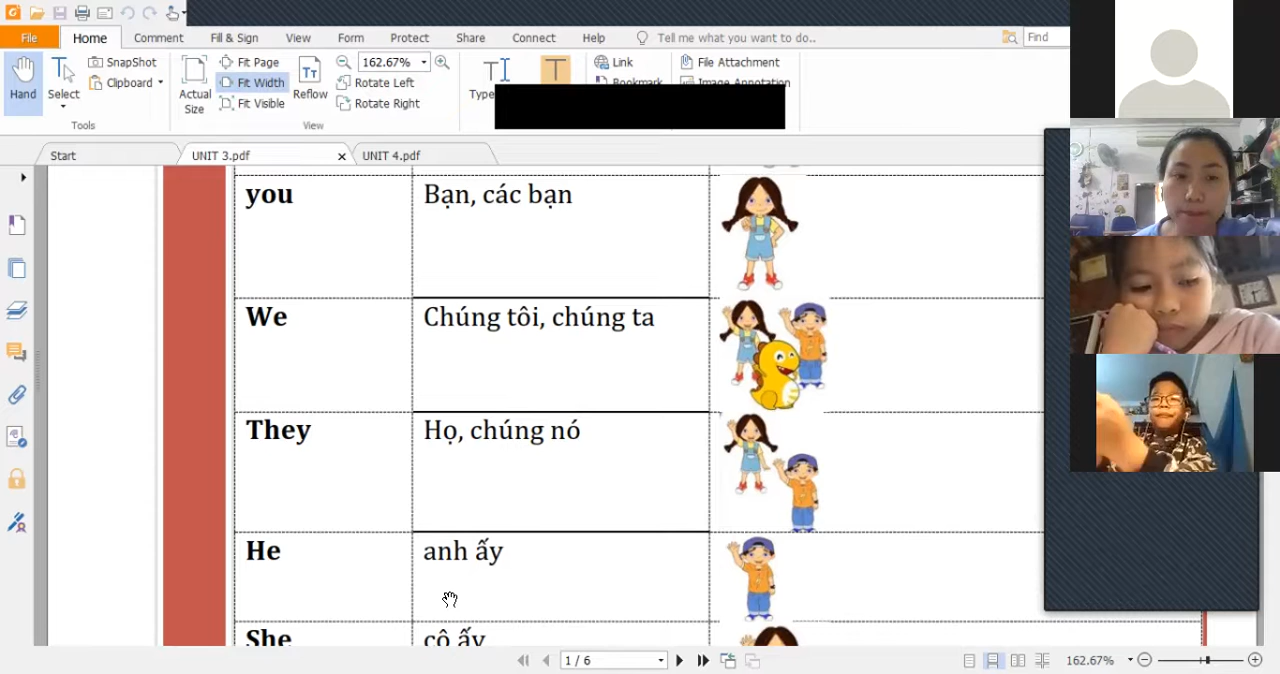 File Home Comment Fill & Sign View Form Protect Share Connect Help Tell me what you want to do.. Find
SnapShot Fit Page 162.67% Link File Attachment
Hand Select Clipboard Actual Size Fit Width Reflow Rotate Left Bookmark Image Annotation
Fit Visible Rotate Right
Tools View
Start UNIT 3.pdf UNIT 4.pdf
you Bạn, các bạn
We Chúng tôi, chúng ta
They Họ, chúng nó
He anh ấy
She cô ấy
1 / 6 162.67%